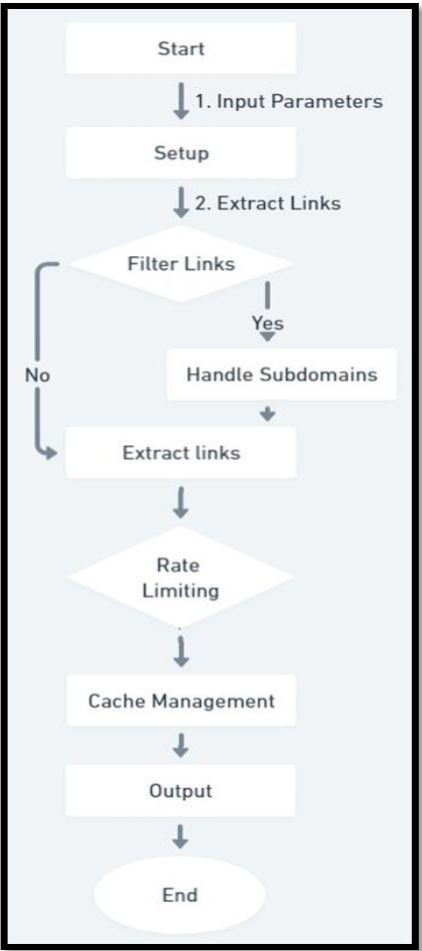 Start
1. Input Parameters
Setup
2. Extract Links
Filter Links
Yes
Handle Subdomains
No
Extract links
Rate
Limiting
Cache Management
Output
End